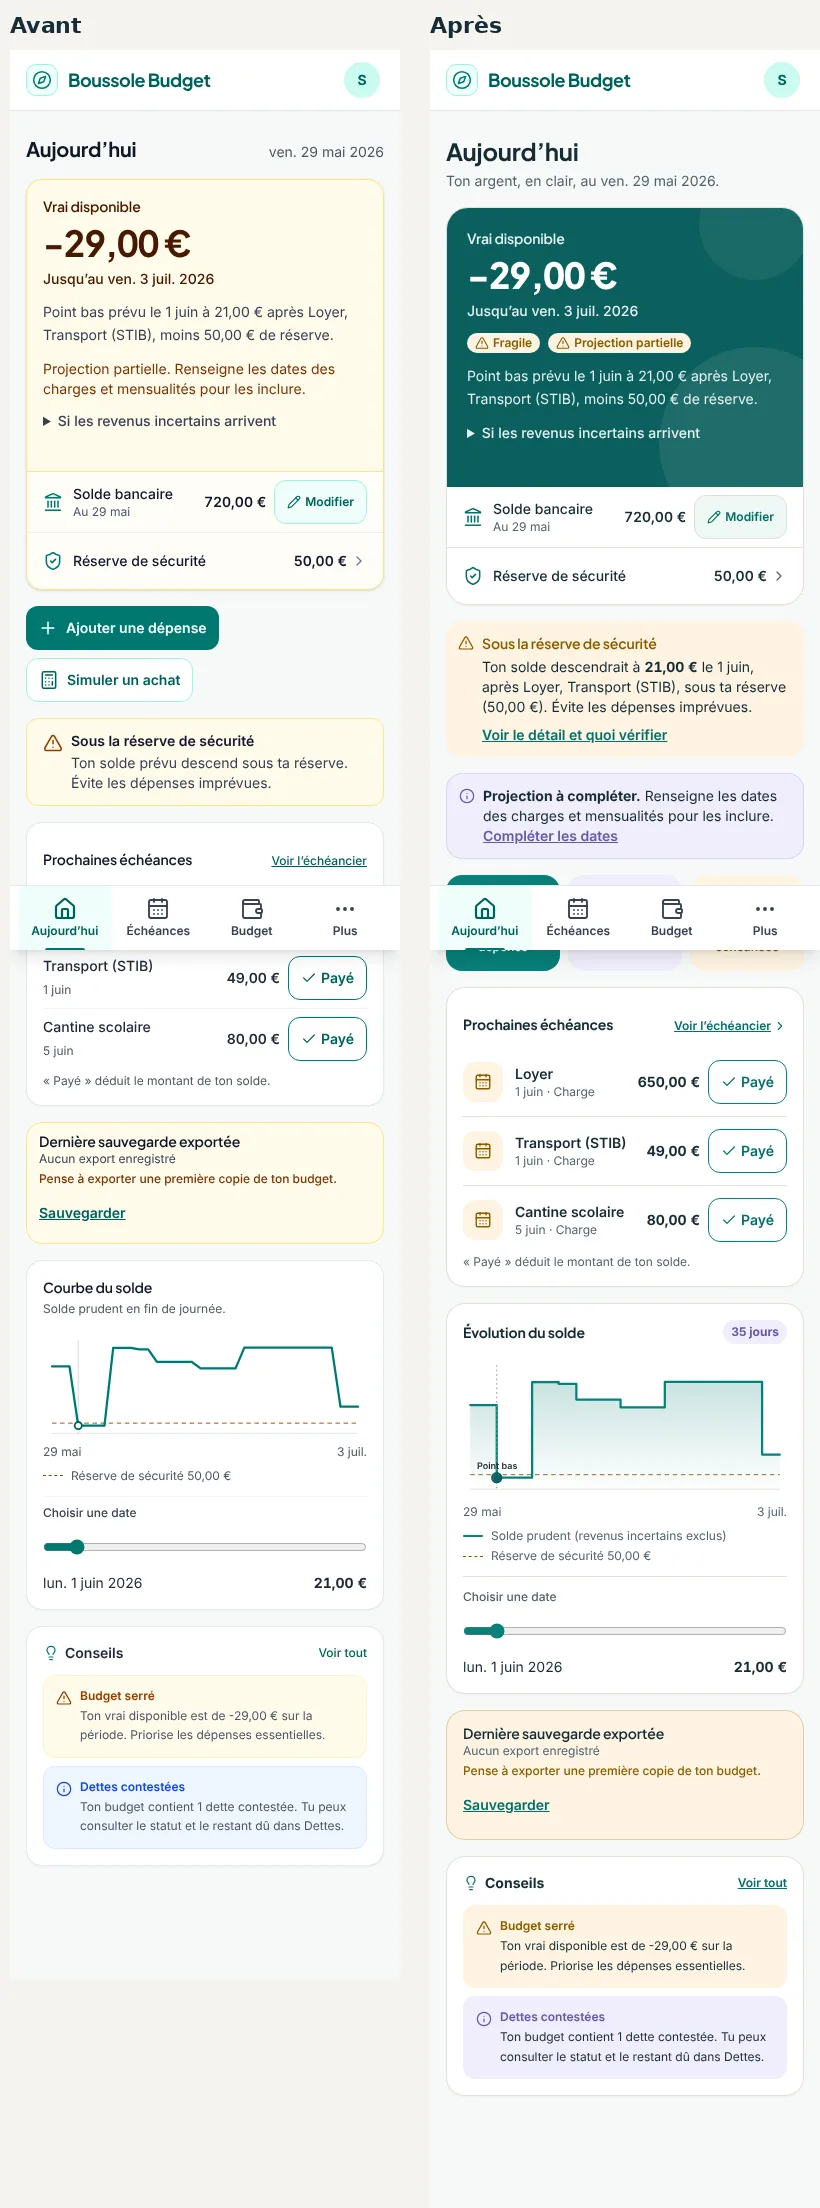 Avant
Boussole Budget
S
Aujourd’hui
ven. 29 mai 2026
Vrai disponible
−29,00 €
Jusqu’au ven. 3 juil. 2026
Point bas prévu le 1 juin à 21,00 € après Loyer,
Transport (STIB), moins 50,00 € de réserve.
Projection partielle. Renseigne les dates des
charges et mensualités pour les inclure.
Si les revenus incertains arrivent
Solde bancaire
Au 29 mai
720,00 €
Modifier
Réserve de sécurité
50,00 €
Ajouter une dépense
Simuler un achat
Sous la réserve de sécurité
Ton solde prévu descend sous ta réserve.
Évite les dépenses imprévues.
Prochaines échéances
Voir l’échéancier
Aujourd’hui
Échéances
Budget
Plus
Transport (STIB)
1 juin
49,00 €
Payé
Cantine scolaire
5 juin
80,00 €
Payé
« Payé » déduit le montant de ton solde.
Dernière sauvegarde exportée
Aucun export enregistré
Pense à exporter une première copie de ton budget.
Sauvegarder
Courbe du solde
Solde prudent en fin de journée.
29 mai
3 juil.
Réserve de sécurité 50,00 €
Choisir une date
lun. 1 juin 2026
21,00 €
Conseils
Voir tout
Budget serré
Ton vrai disponible est de -29,00 € sur la
période. Priorise les dépenses essentielles.
Dettes contestées
Ton budget contient 1 dette contestée. Tu peux
consulter le statut et le restant dû dans Dettes.
Après
Boussole Budget
S
Aujourd’hui
Ton argent, en clair, au ven. 29 mai 2026.
Vrai disponible
−29,00 €
Jusqu’au ven. 3 juil. 2026
Fragile
Projection partielle
Point bas prévu le 1 juin à 21,00 € après Loyer,
Transport (STIB), moins 50,00 € de réserve.
Si les revenus incertains arrivent
Solde bancaire
Au 29 mai
720,00 €
Modifier
Réserve de sécurité
50,00 €
Sous la réserve de sécurité
Ton solde descendrait à 21,00 € le 1 juin,
après Loyer, Transport (STIB), sous ta réserve
(50,00 €). Évite les dépenses imprévues.
Voir le détail et quoi vérifier
Projection à compléter. Renseigne les dates
des charges et mensualités pour les inclure.
Compléter les dates
Aujourd’hui
Échéances
Budget
Plus
Prochaines échéances
Voir l’échéancier
Loyer
1 juin · Charge
650,00 €
Payé
Transport (STIB)
1 juin · Charge
49,00 €
Payé
Cantine scolaire
5 juin · Charge
80,00 €
Payé
« Payé » déduit le montant de ton solde.
Évolution du solde
35 jours
Point bas
29 mai
3 juil.
Solde prudent (revenus incertains exclus)
Réserve de sécurité 50,00 €
Choisir une date
lun. 1 juin 2026
21,00 €
Dernière sauvegarde exportée
Aucun export enregistré
Pense à exporter une première copie de ton budget.
Sauvegarder
Conseils
Voir tout
Budget serré
Ton vrai disponible est de -29,00 € sur la
période. Priorise les dépenses essentielles.
Dettes contestées
Ton budget contient 1 dette contestée. Tu peux
consulter le statut et le restant dû dans Dettes.